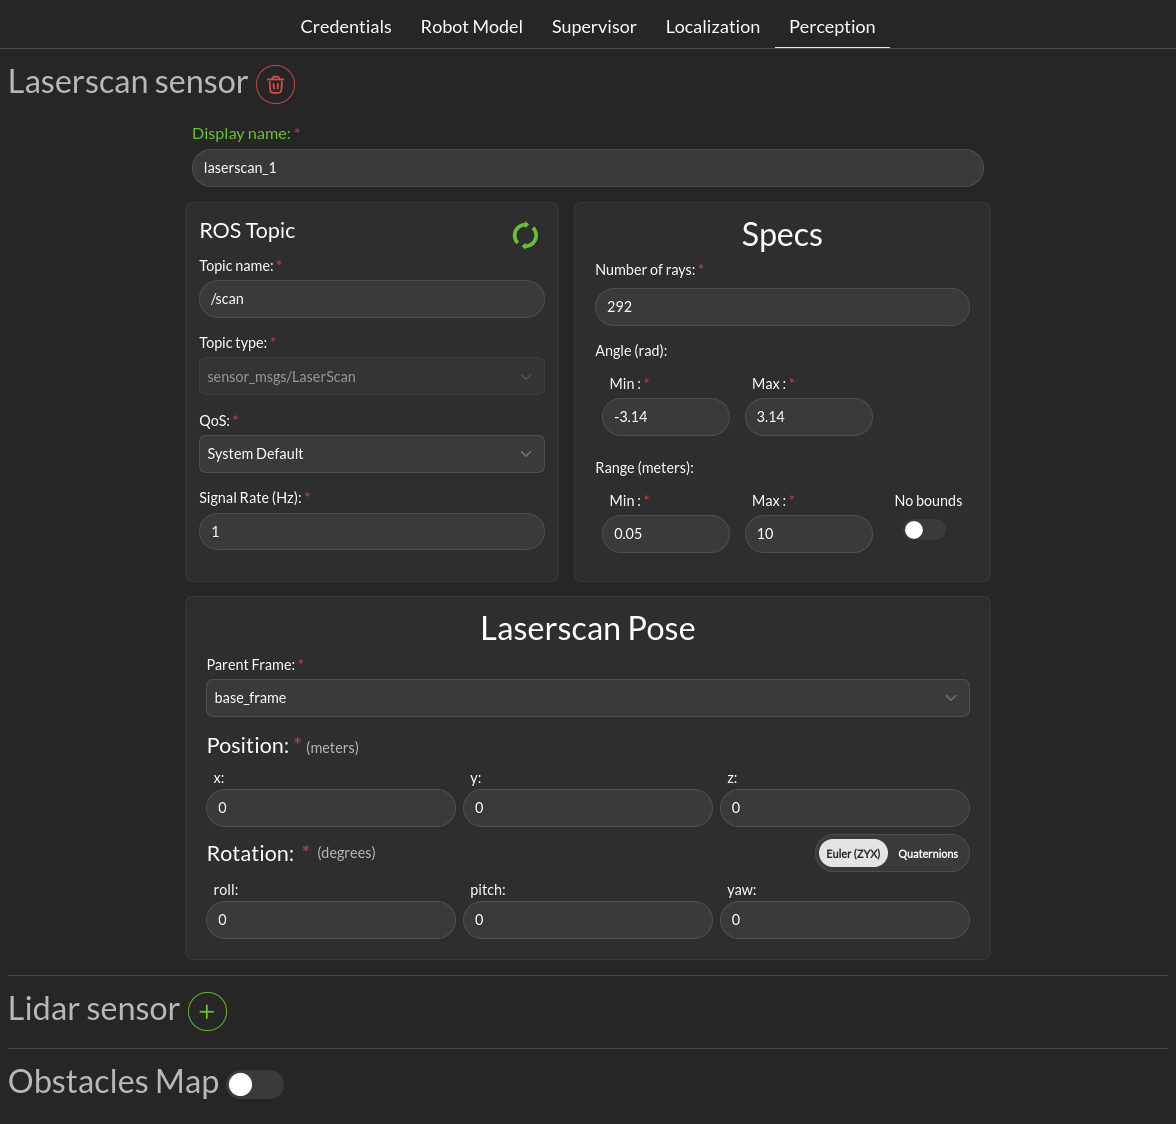 Credentials Robot Model Supervisor Localization Perception
Laserscan sensor
Display name: *
laserscan_1
ROS Topic
Topic name: *
/scan
Topic type: *
sensor_msgs/LaserScan
QoS: *
System Default
Signal Rate (Hz): *
1
Specs
Number of rays: *
292
Angle (rad):
Min : * Max : *
-3.14 3.14
Range (meters):
Min : * Max : * No bounds
0.05 10
Laserscan Pose
Parent Frame: *
base_frame
Position: * (meters)
x: y: z:
0 0 0
Rotation: * (degrees) Euler (ZYX) Quaternions
roll: pitch: yaw:
0 0 0
Lidar sensor
Obstacles Map